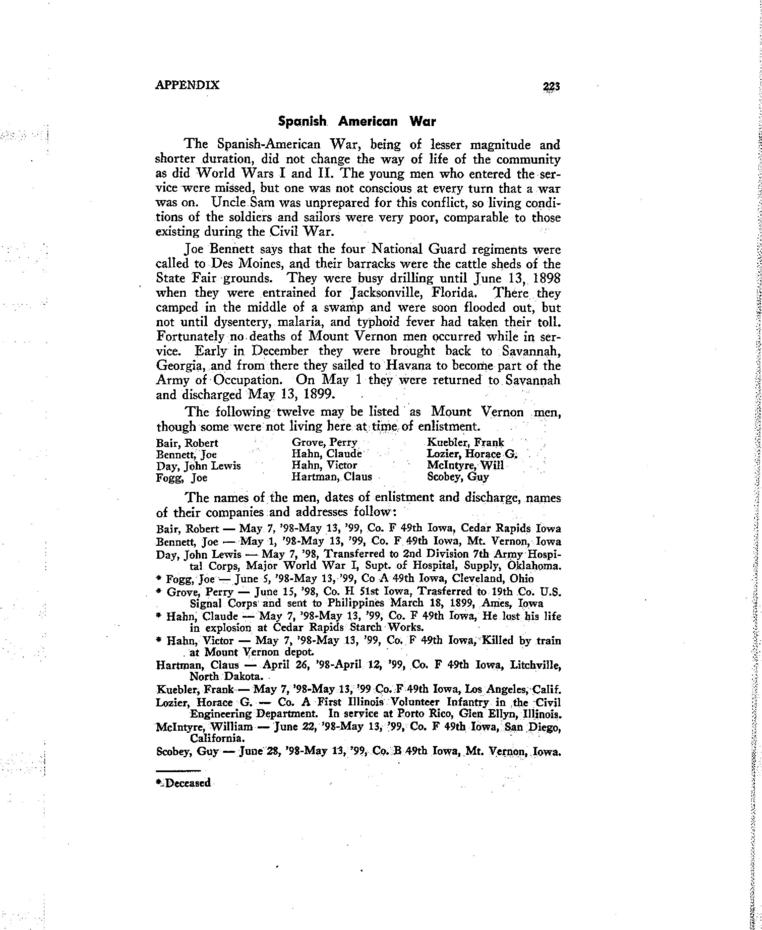 APPENDIX 223
Spanish American War
The Spanish-American War, being of lesser magnitude and
shorter duration, did not change the way of life of the community
as did World Wars I and II. The young men who entered the ser-
vice were missed, but one was not conscious at every turn that a war
was on. Uncle Sam was unprepared for this conflict, so living condi-
tions of the soldiers and sailors were very poor, comparable to those
existing during the Civil War.
Joe Bennett says that the four National Guard regiments were
called to Des Moines, and their barracks were the cattle sheds of the
State Fair grounds. They were busy drilling until June 13, 1898
when they were entrained for Jacksonville, Florida. There they
camped in the middle of a swamp and were soon flooded out, but
not until dysentery, malaria, and typhoid fever had taken their toll.
Fortunately no deaths of Mount Vernon men occurred while in ser-
vice. Early in December they were brought back to Savannah,
Georgia, and from there they sailed to Havana to become part of the
Army of Occupation. On May 1 they were returned to Savannah
and discharged May 13, 1899.
The following twelve may be listed as Mount Vernon men,
though some were not living here at time of enlistment.
Bair, Robert Grove, Perry Kuebler, Frank
Bennett, Joe Hahn, Claude Lozier, Horace G.
Day, John Lewis Hahn, Victor McIntyre, Will
Fogg, Joe Hartman, Claus Scobey, Guy
The names of the men, dates of enlistment and discharge, names
of their companies and addresses follow:
Bair, Robert — May 7, '98-May 13, '99, Co. F 49th Iowa, Cedar Rapids Iowa
Bennett, Joe — May 1, '98-May 13, '99, Co. F 49th Iowa, Mt. Vernon, Iowa
Day, John Lewis — May 7, '98, Transferred to 2nd Division 7th Army Hospi-
tal Corps, Major World War I, Supt. of Hospital, Supply, Oklahoma.
* Fogg, Joe — June 5, '98-May 13, '99, Co A 49th Iowa, Cleveland, Ohio
* Grove, Perry — June 15, '98, Co. H 51st Iowa, Trasferred to 19th Co. U.S.
Signal Corps and sent to Philippines March 18, 1899, Ames, Iowa
* Hahn, Claude — May 7, '98-May 13, '99, Co. F 49th Iowa, He lost his life
in explosion at Cedar Rapids Starch Works.
* Hahn, Victor — May 7, '98-May 13, '99, Co. F 49th Iowa, Killed by train
at Mount Vernon depot.
Hartman, Claus — April 26, '98-April 12, '99, Co. F 49th Iowa, Litchville,
North Dakota.
Kuebler, Frank — May 7, '98-May 13, '99 Co. F 49th Iowa, Los Angeles, Calif.
Lozier, Horace G. — Co. A First Illinois Volunteer Infantry in the Civil
Engineering Department. In service at Porto Rico, Glen Ellyn, Illinois.
McIntyre, William — June 22, '98-May 13, '99, Co. F 49th Iowa, San Diego,
California.
Scobey, Guy — June 28, '98-May 13, '99, Co. B 49th Iowa, Mt. Vernon, Iowa.
* Deceased